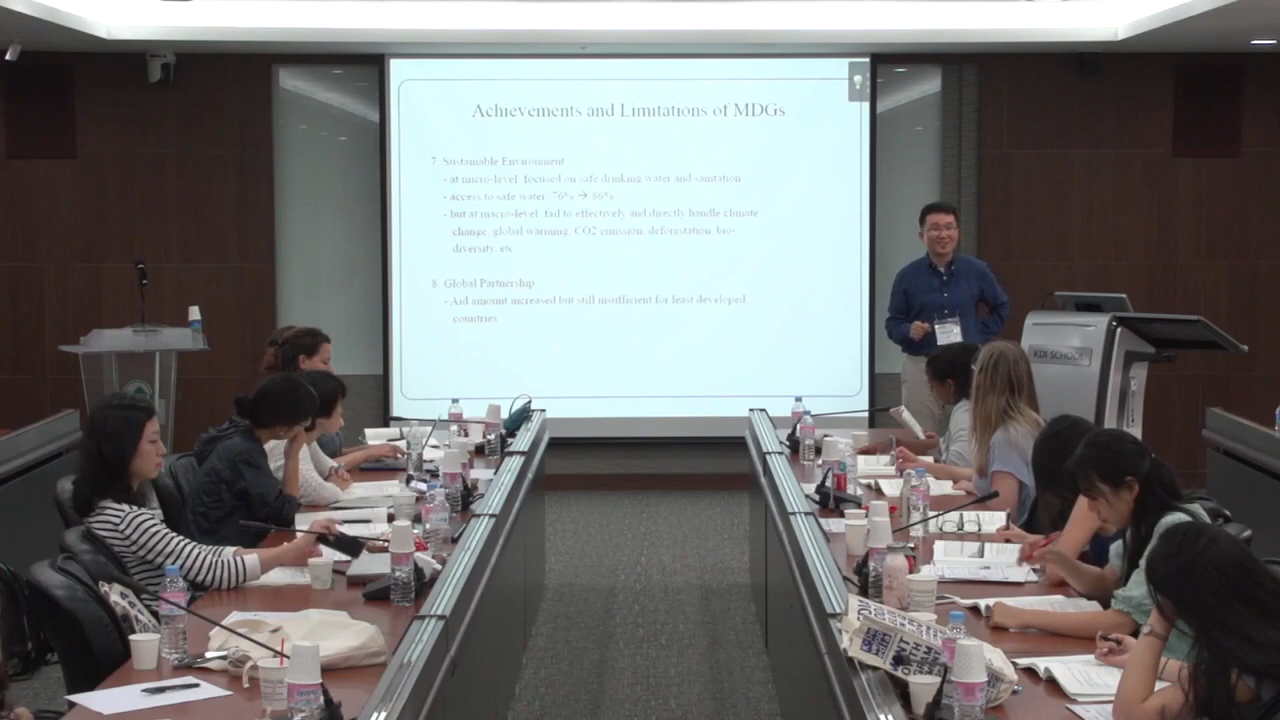 Achievements and Limitations of MDGs
7. Sustainable Environment
- at micro-level: focused on safe drinking water and sanitation
- access to safe water: 76% → 86%
- but at macro-level: fail to effectively and directly handle climate
change, global warming, CO2 emission, deforestation, bio-
diversity, etc
8. Global Partnership
- Aid amount increased but still insufficient for least developed
countries
KDI SCHOOL